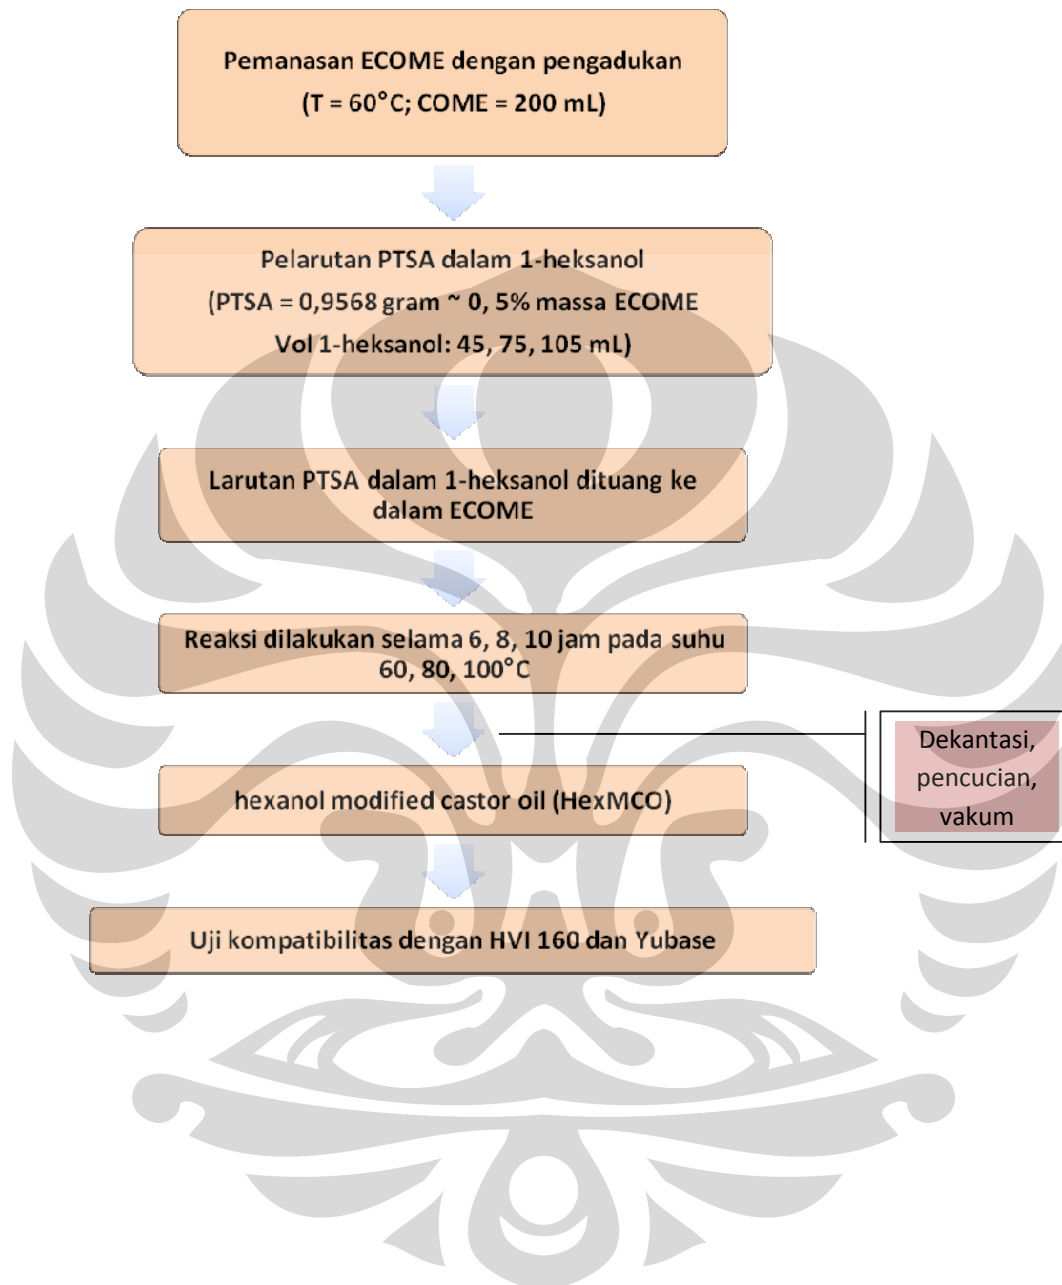 Pemanasan ECOME dengan pengadukan
(T = 60°C; COME = 200 mL)
Pelarutan PTSA dalam 1-heksanol
(PTSA = 0,9568 gram ~ 0, 5% massa ECOME
Vol 1-heksanol: 45, 75, 105 mL)
Larutan PTSA dalam 1-heksanol dituang ke
dalam ECOME
Reaksi dilakukan selama 6, 8, 10 jam pada suhu
60, 80, 100°C
Dekantasi,
pencucian,
vakum
hexanol modified castor oil (HexMCO)
Uji kompatibilitas dengan HVI 160 dan Yubase